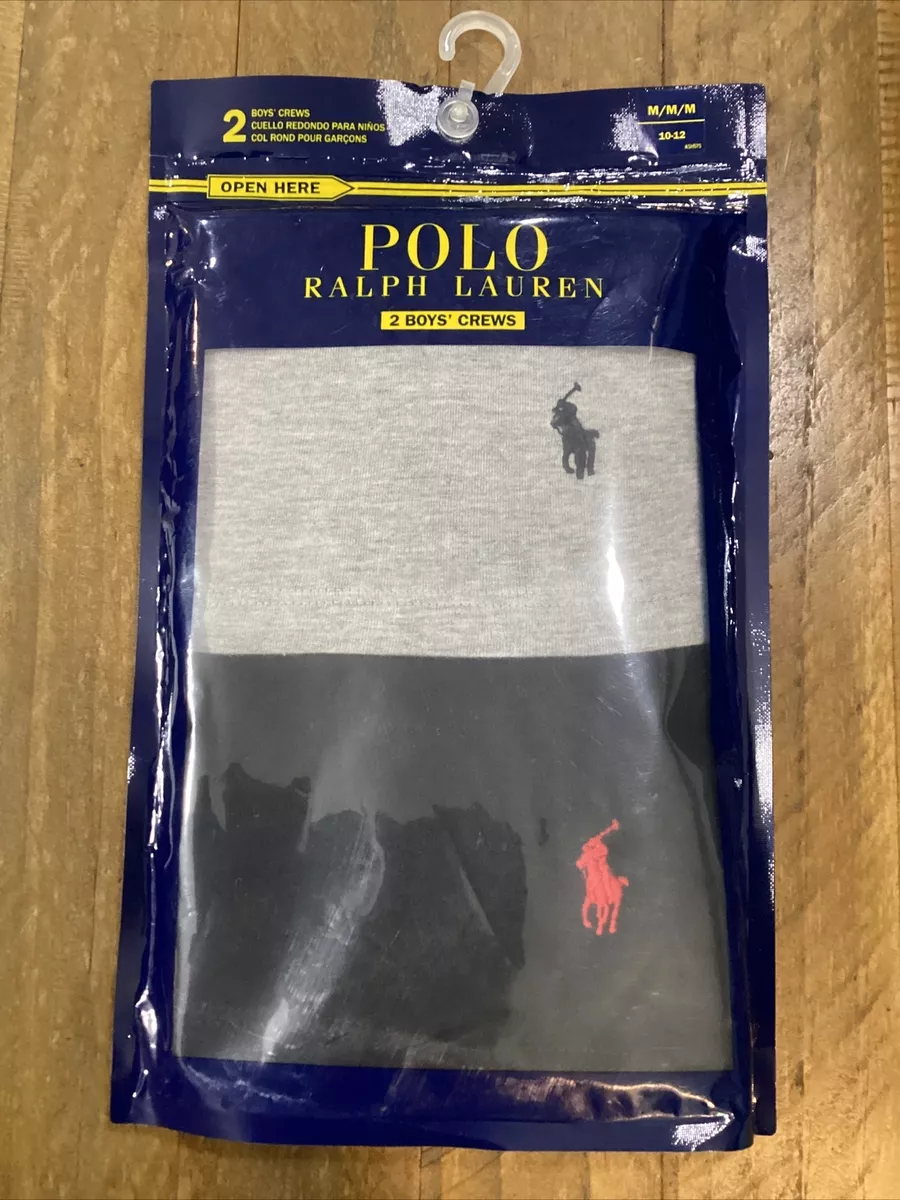 2
BOYS' CREWS
CUELLO REDONDO PARA NIÑOS
COL ROND POUR GARÇONS
M/M/M
10-12
OPEN HERE
POLO
RALPH LAUREN
2 BOYS' CREWS